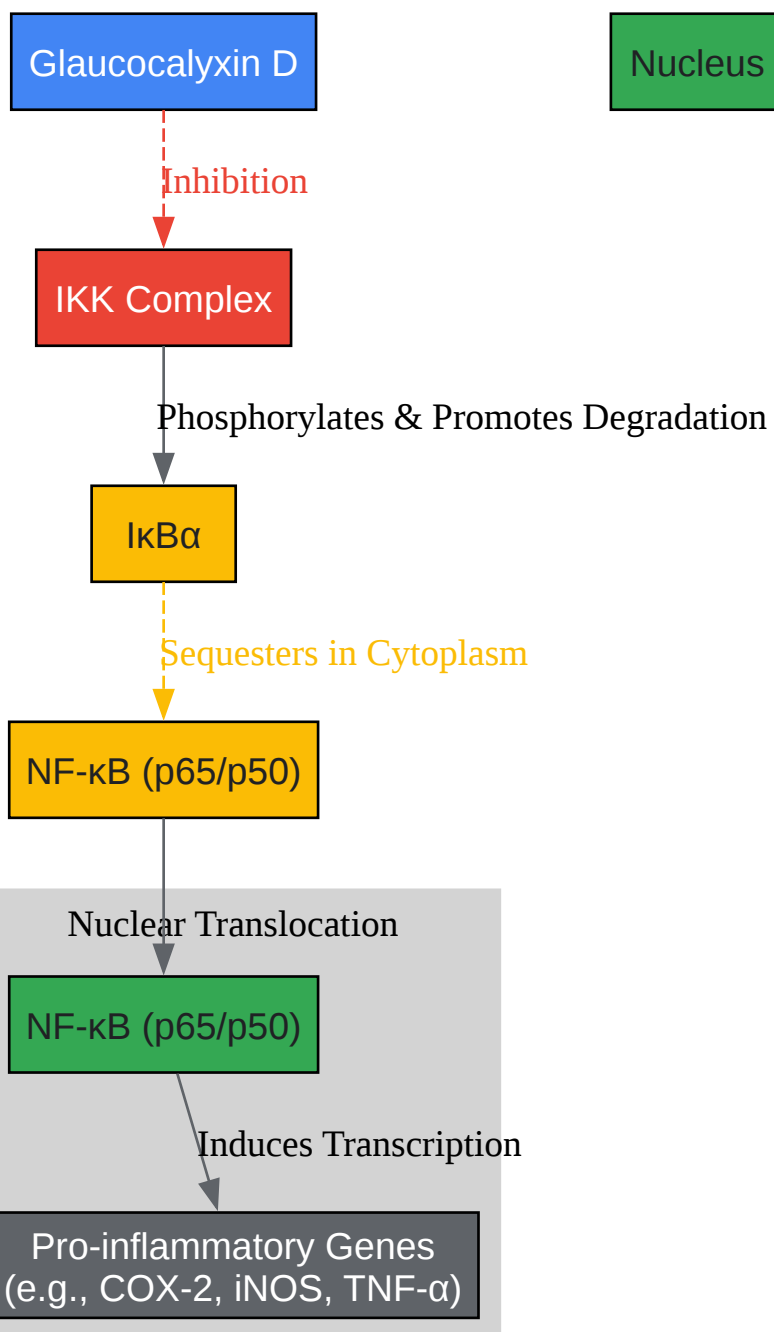 Glaucocalyxin D
Nucleus
Inhibition
IKK Complex
Phosphorylates & Promotes Degradation
IκBα
Sequesters in Cytoplasm
NF-κB (p65/p50)
Nuclear Translocation
NF-κB (p65/p50)
Induces Transcription
Pro-inflammatory Genes
(e.g., COX-2, iNOS, TNF-α)